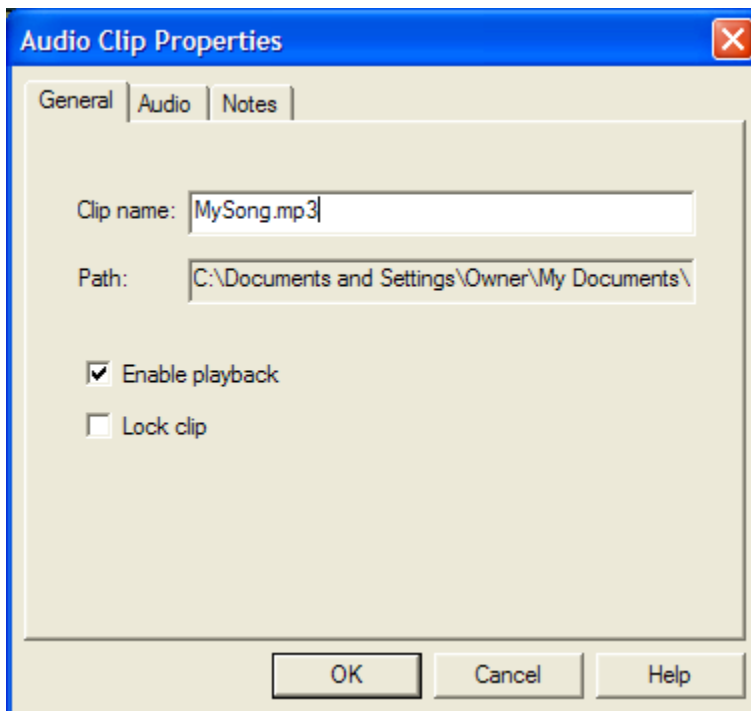 Audio Clip Properties
General Audio Notes
Clip name: MySong.mp3
Path: C:\Documents and Settings\Owner\My Documents\
Enable playback
Lock clip
OK Cancel Help